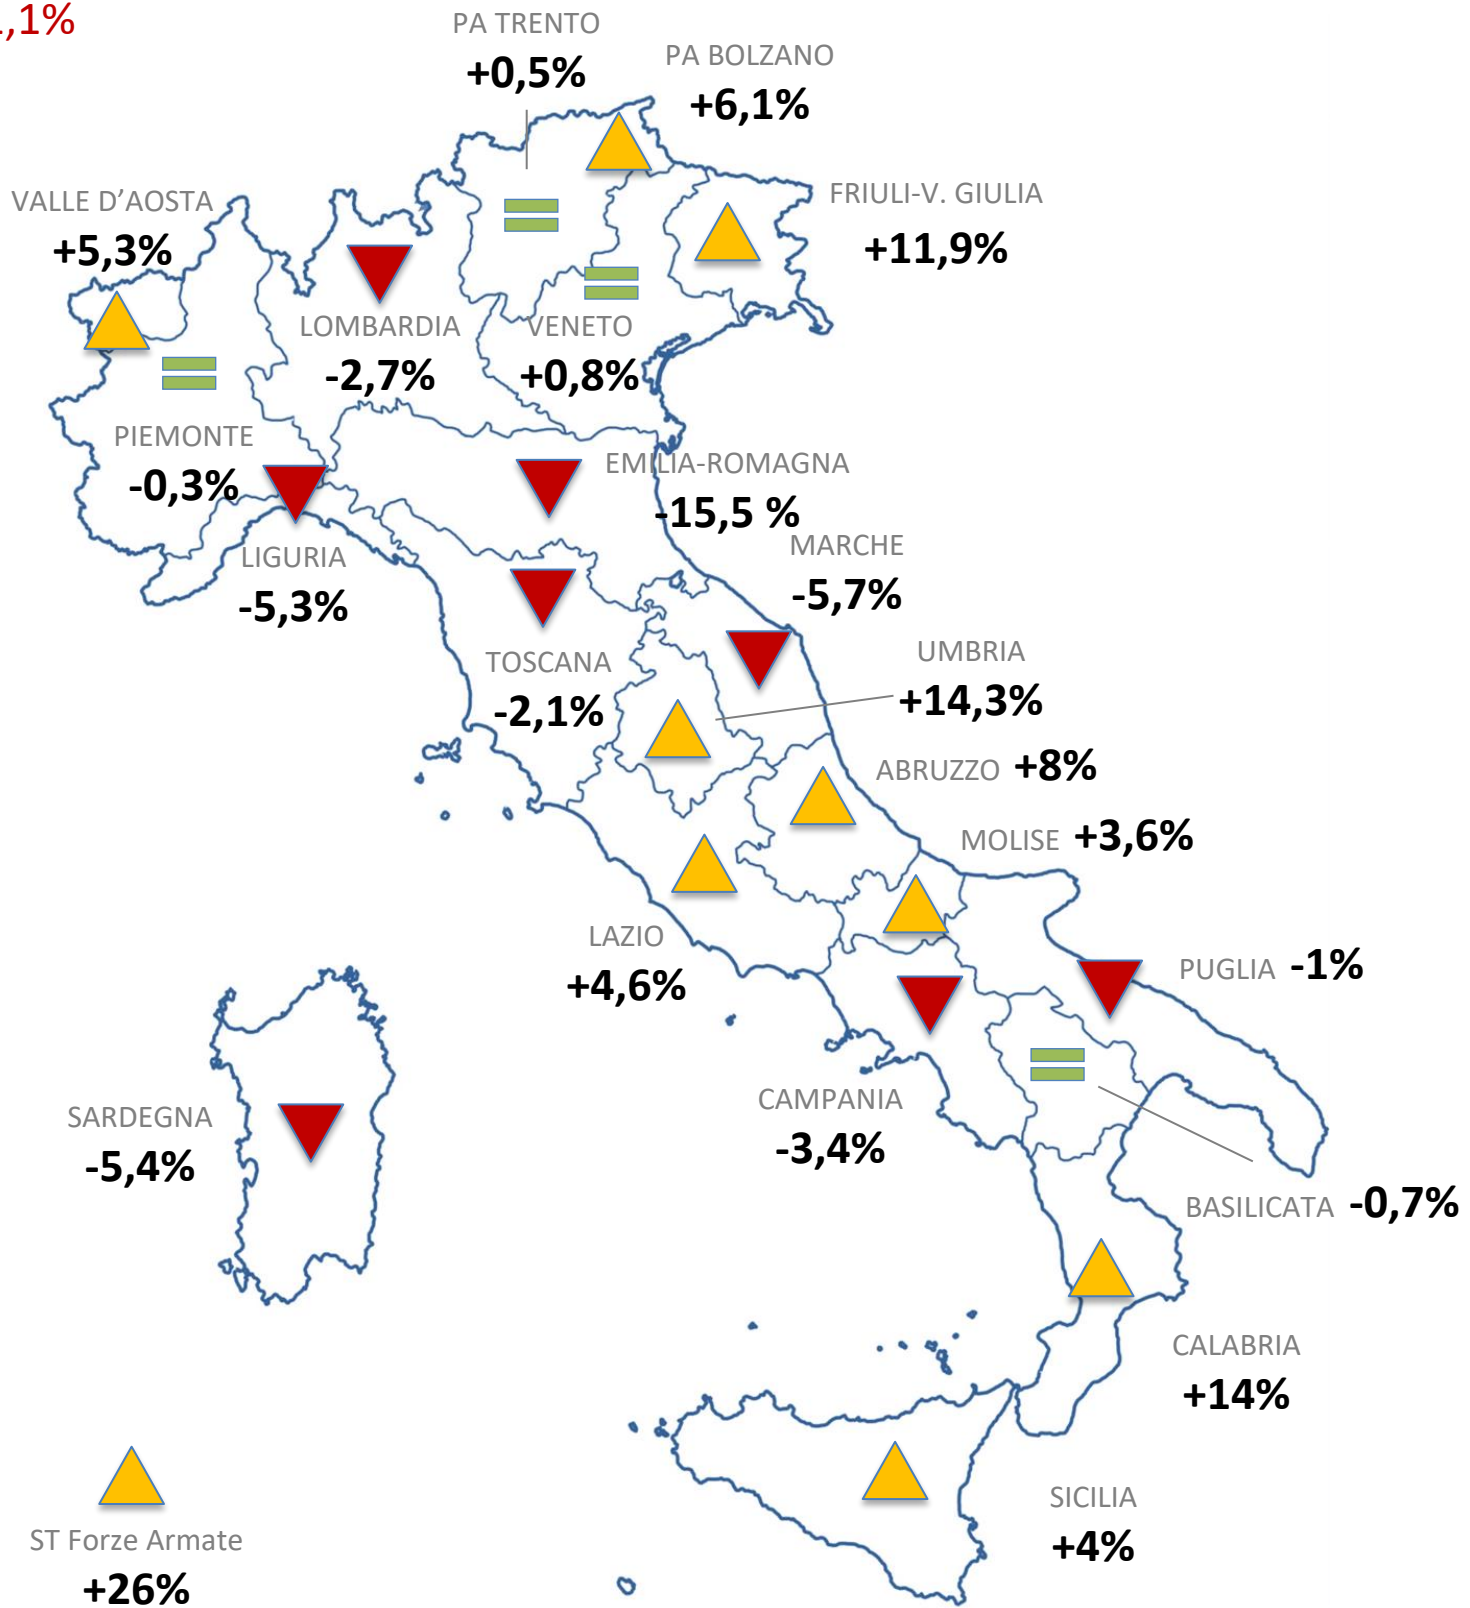 ,1%
PA TRENTO
+0,5%
PA BOLZANO
+6,1%
VALLE D’AOSTA
+5,3%
FRIULI-V. GIULIA
+11,9%
LOMBARDIA
-2,7%
VENETO
+0,8%
PIEMONTE
-0,3%
EMILIA-ROMAGNA
-15,5 %
LIGURIA
-5,3%
MARCHE
-5,7%
TOSCANA
-2,1%
UMBRIA
+14,3%
ABRUZZO +8%
MOLISE +3,6%
LAZIO
+4,6%
PUGLIA -1%
CAMPANIA
-3,4%
SARDEGNA
-5,4%
BASILICATA -0,7%
CALABRIA
+14%
SICILIA
+4%
ST Forze Armate
+26%